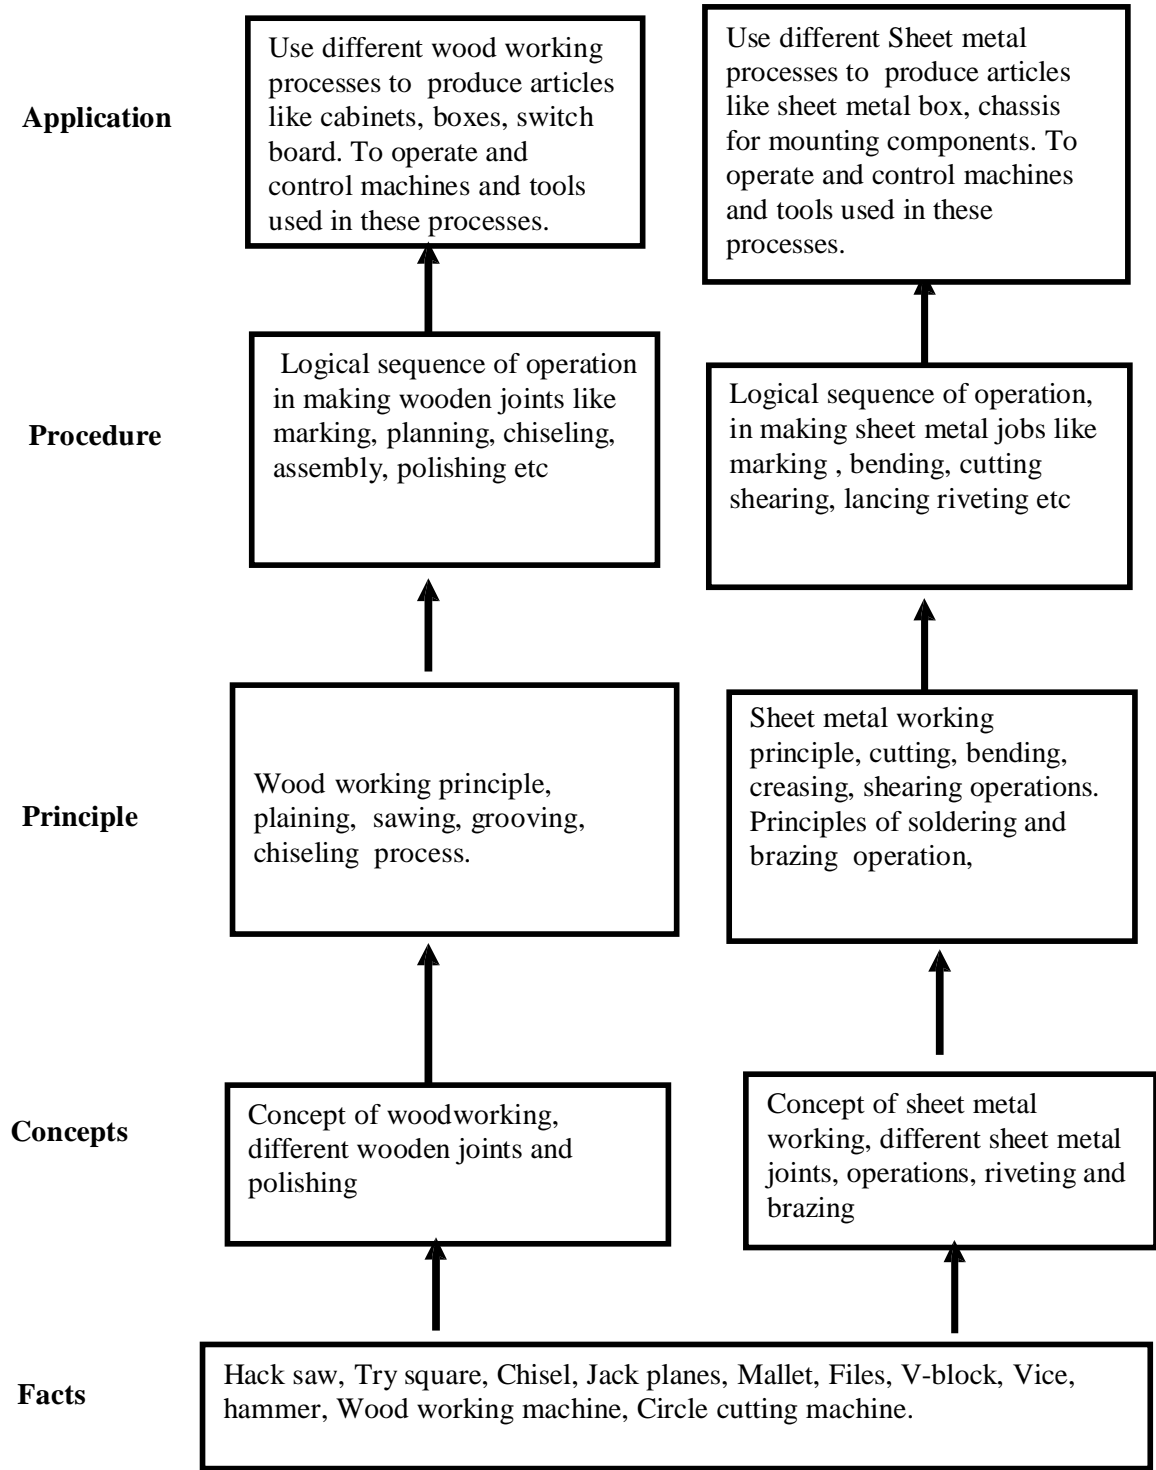 Application
Use different wood working
processes to  produce articles
like cabinets, boxes, switch
board. To operate and
control machines and tools
used in these processes.
Use different Sheet metal
processes to  produce articles
like sheet metal box, chassis
for mounting components. To
operate and control machines
and tools used in these
processes.
Procedure
Logical sequence of operation
in making wooden joints like
marking, planning, chiseling,
assembly, polishing etc
Logical sequence of operation,
in making sheet metal jobs like
marking , bending, cutting
shearing, lancing riveting etc
Principle
Wood working principle,
plaining,  sawing, grooving,
chiseling  process.
Sheet metal working
principle, cutting, bending,
creasing, shearing operations.
Principles of soldering and
brazing  operation,
Concepts
Concept of woodworking,
different wooden joints and
polishing
Concept of sheet metal
working, different sheet metal
joints, operations, riveting and
brazing
Facts
Hack saw, Try square, Chisel, Jack planes, Mallet, Files, V-block, Vice,
hammer, Wood working machine, Circle cutting machine.